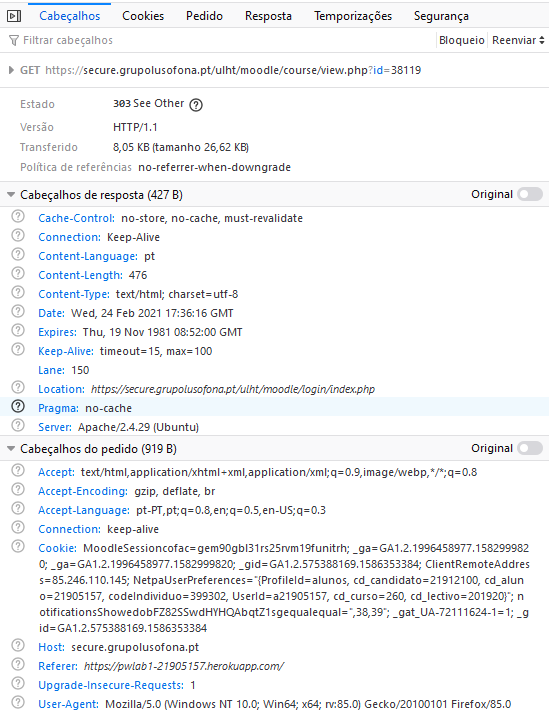 Cabeçalhos Cookies Pedido Resposta Temporizações Segurança
Filtrar cabeçalhos Bloqueio Reenviar
GET https://secure.grupolusofona.pt/ulht/moodle/course/view.php?id=38119
Estado 303 See Other
Versão HTTP/1.1
Transferido 8,05 KB (tamanho 26,62 KB)
Política de referências no-referrer-when-downgrade
Cabeçalhos de resposta (427 B) Original
Cache-Control: no-store, no-cache, must-revalidate
Connection: Keep-Alive
Content-Language: pt
Content-Length: 476
Content-Type: text/html; charset=utf-8
Date: Wed, 24 Feb 2021 17:36:16 GMT
Expires: Thu, 19 Nov 1981 08:52:00 GMT
Keep-Alive: timeout=15, max=100
Lane: 150
Location: https://secure.grupolusofona.pt/ulht/moodle/login/index.php
Pragma: no-cache
Server: Apache/2.4.29 (Ubuntu)
Cabeçalhos do pedido (919 B) Original
Accept: text/html,application/xhtml+xml,application/xml;q=0.9,image/webp,*/*;q=0.8
Accept-Encoding: gzip, deflate, br
Accept-Language: pt-PT,pt;q=0.8,en;q=0.5,en-US;q=0.3
Connection: keep-alive
Cookie: MoodleSessioncofac=gem90gbl31rs25rvm19funitrh; _ga=GA1.2.1996458977.158299982
0; _ga=GA1.2.1996458977.1582999820; _gid=GA1.2.575388169.1586353384; ClientRemoteAddres
s=85.246.110.145; NetpaUserPreferences="{ProfileId=alunos, cd_candidato=21912100, cd_alu
no=21905157, codeIndividuo=399302, UserId=a21905157, cd_curso=260, cd_lectivo=201920}"; n
otificationsShowedobFZ82SSwdHYHQAbqtZ1sgequalequal=",38,39"; _gat_UA-72111624-1=1; _g
id=GA1.2.575388169.1586353384
Host: secure.grupolusofona.pt
Referer: https://pwlab1-21905157.herokuapp.com/
Upgrade-Insecure-Requests: 1
User-Agent: Mozilla/5.0 (Windows NT 10.0; Win64; x64; rv:85.0) Gecko/20100101 Firefox/85.0